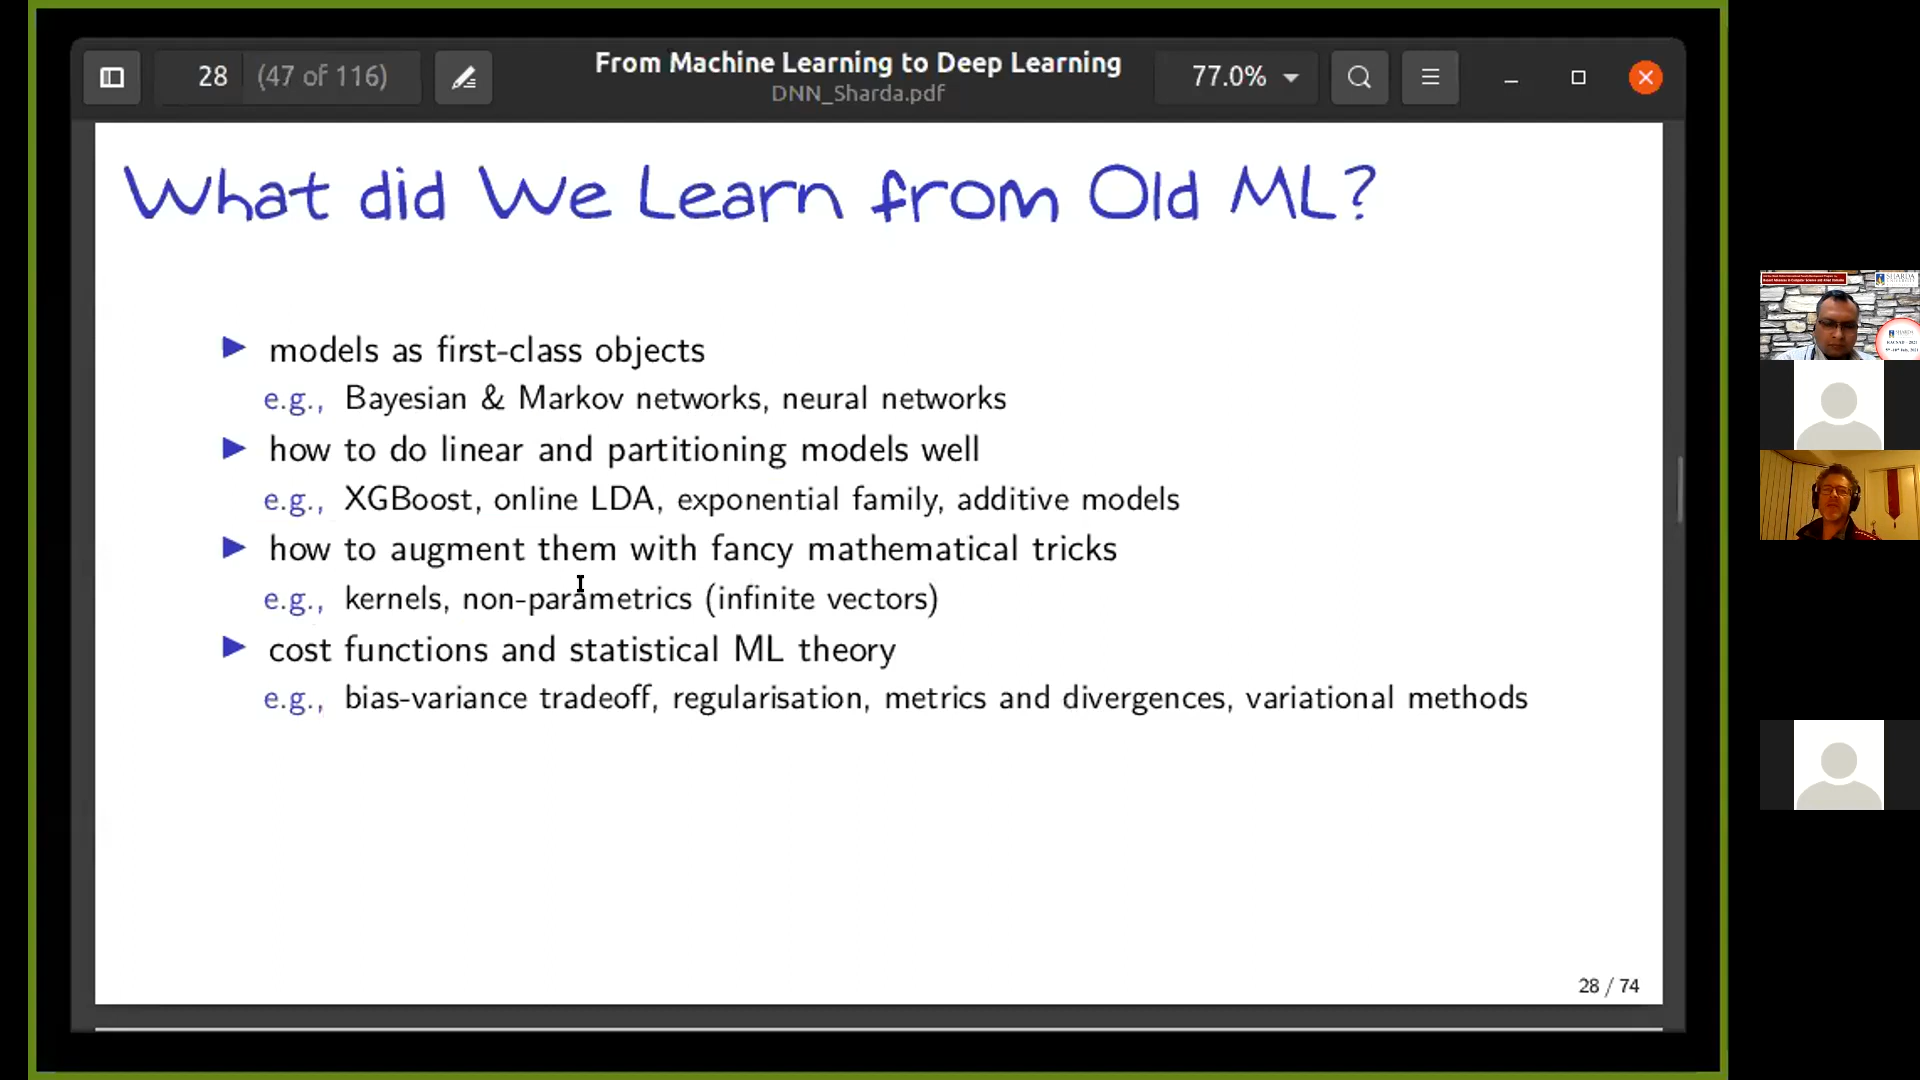 28 (47 of 116)
From Machine Learning to Deep Learning
DNN_Sharda.pdf
77.0%
What did We Learn from Old ML?
▶ models as first-class objects
e.g., Bayesian & Markov networks, neural networks
▶ how to do linear and partitioning models well
e.g., XGBoost, online LDA, exponential family, additive models
▶ how to augment them with fancy mathematical tricks
e.g., kernels, non-parametrics (infinite vectors)
▶ cost functions and statistical ML theory
e.g., bias-variance tradeoff, regularisation, metrics and divergences, variational methods
28 / 74
SHARDA